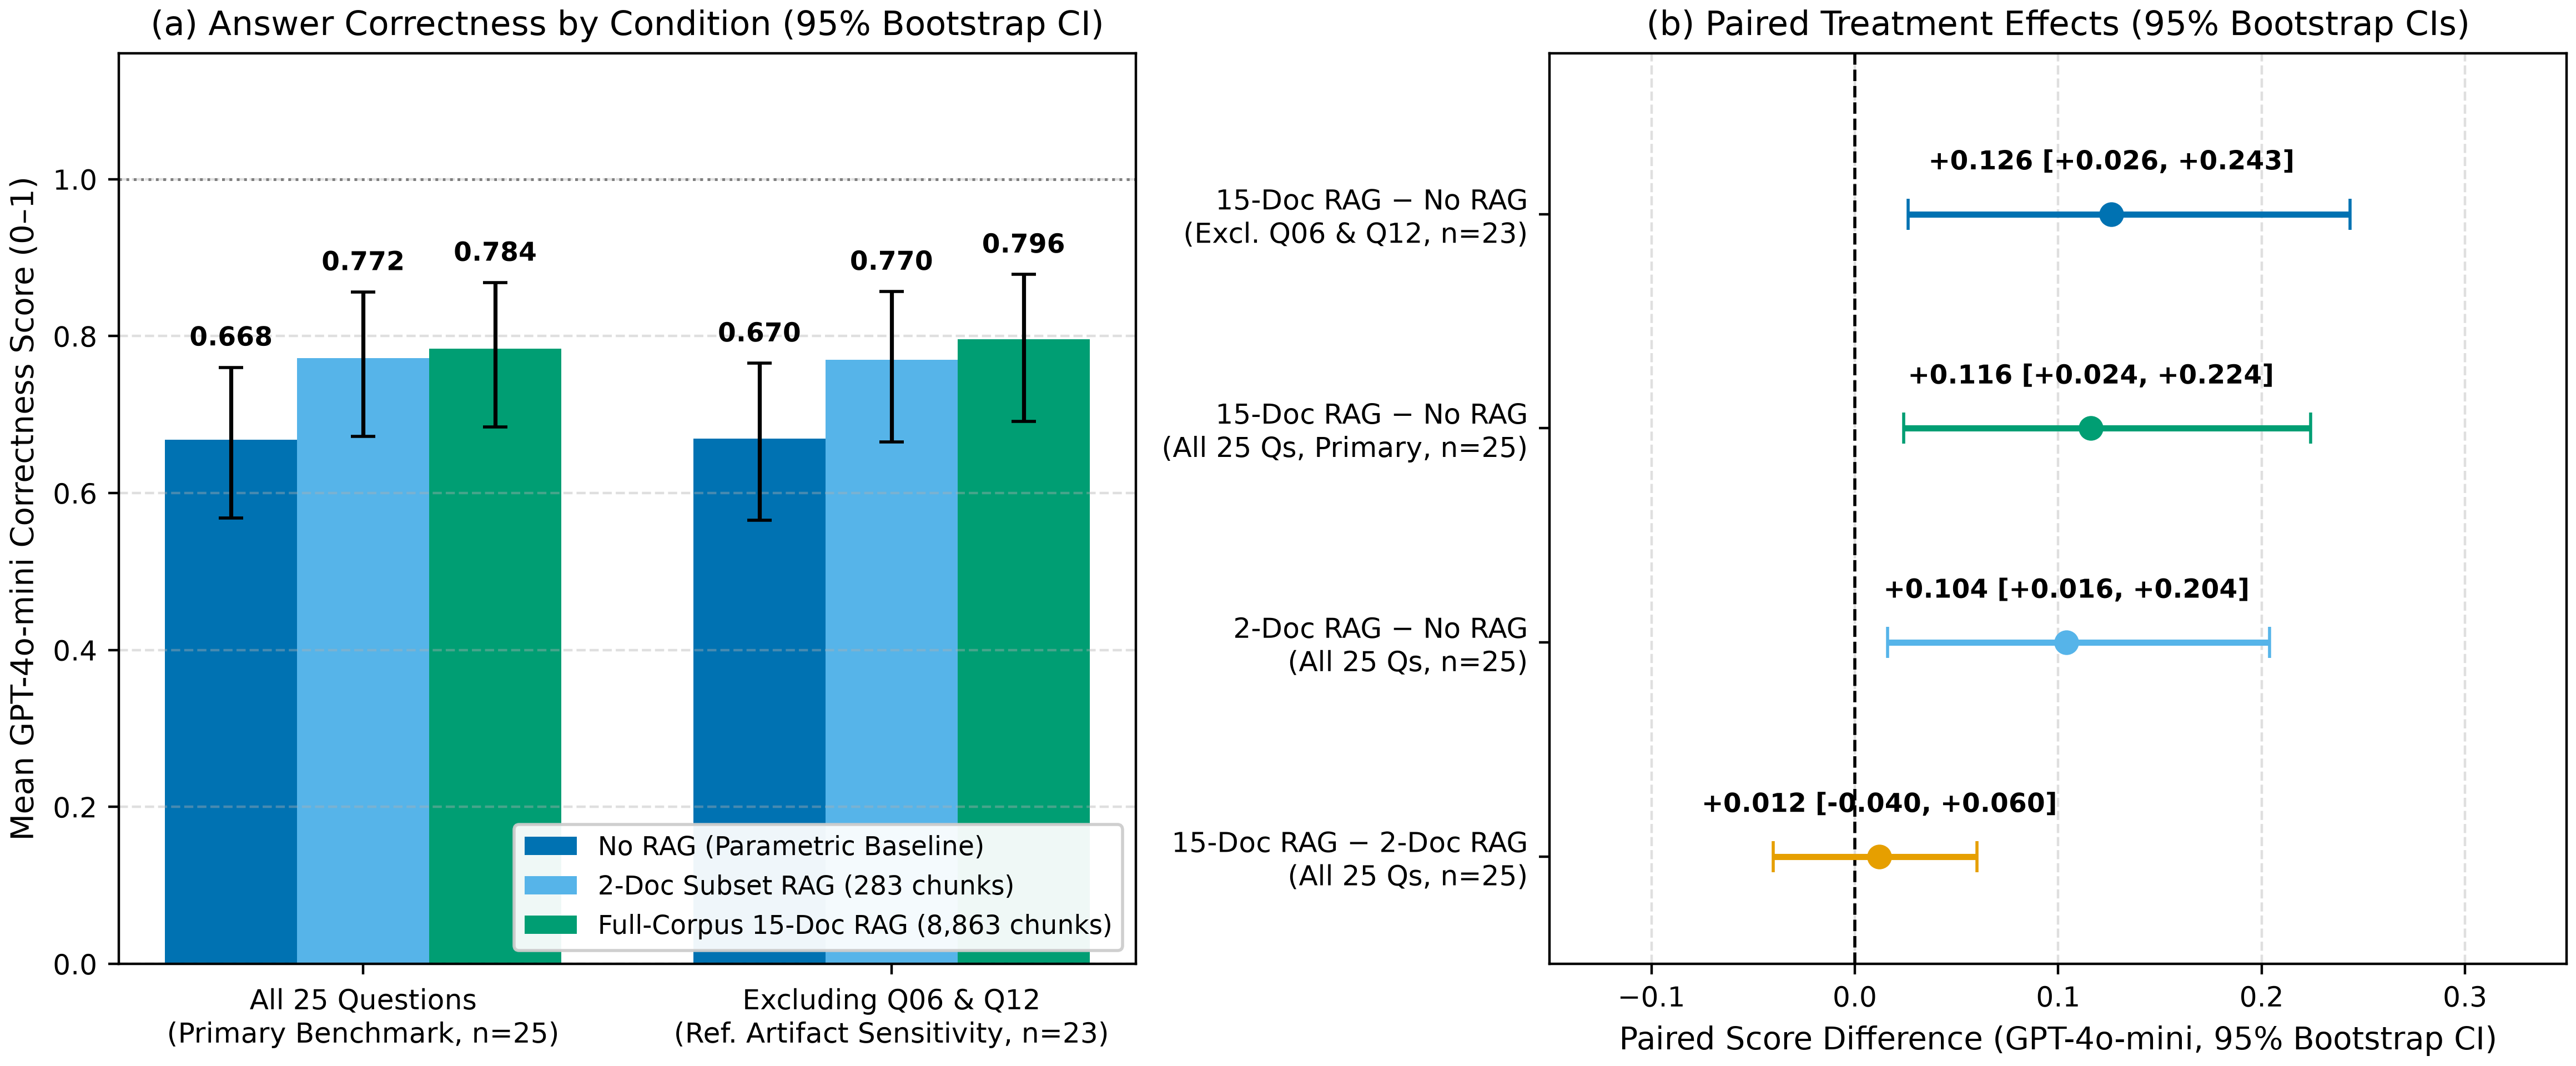 (a) Answer Correctness by Condition (95% Bootstrap CI)
Mean GPT-4o-mini Correctness Score (0–1)
1.0
0.8
0.6
0.4
0.2
0.0
0.668
0.772
0.784
0.670
0.770
0.796
No RAG (Parametric Baseline)
2-Doc Subset RAG (283 chunks)
Full-Corpus 15-Doc RAG (8,863 chunks)
All 25 Questions
(Primary Benchmark, n=25)
Excluding Q06 & Q12
(Ref. Artifact Sensitivity, n=23)
(b) Paired Treatment Effects (95% Bootstrap CIs)
15-Doc RAG − No RAG
(Excl. Q06 & Q12, n=23)
+0.126 [+0.026, +0.243]
15-Doc RAG − No RAG
(All 25 Qs, Primary, n=25)
+0.116 [+0.024, +0.224]
2-Doc RAG − No RAG
(All 25 Qs, n=25)
+0.104 [+0.016, +0.204]
15-Doc RAG − 2-Doc RAG
(All 25 Qs, n=25)
+0.012 [-0.040, +0.060]
−0.1
0.0
0.1
0.2
0.3
Paired Score Difference (GPT-4o-mini, 95% Bootstrap CI)